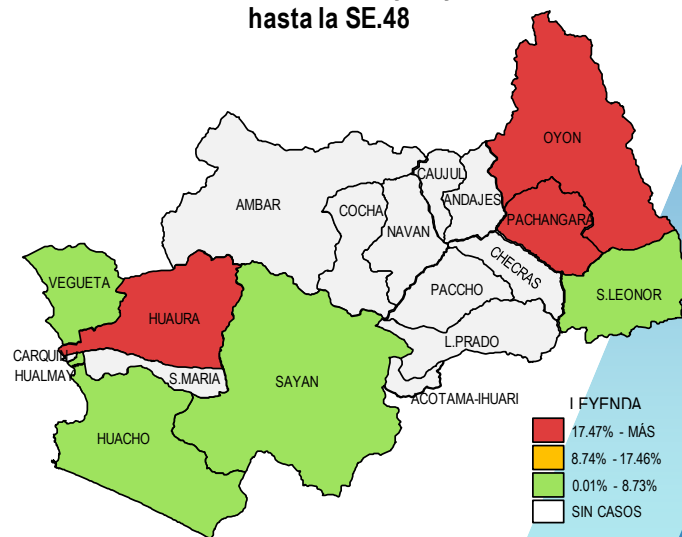 hasta la SE.48
OYON
CAUJUL
ANDAJES
AMBAR
COCHA
NAVAN
PACHANGARA
CHECRAS
VEGUETA
PACCHO
S.LEONOR
HUAURA
L.PRADO
CARQUIN
HUALMAY
S.MARIA
SAYAN
ACOTAMA-IHUARI
HUACHO
LEYENDA
17.47% - MÁS
8.74% - 17.46%
0.01% - 8.73%
SIN CASOS